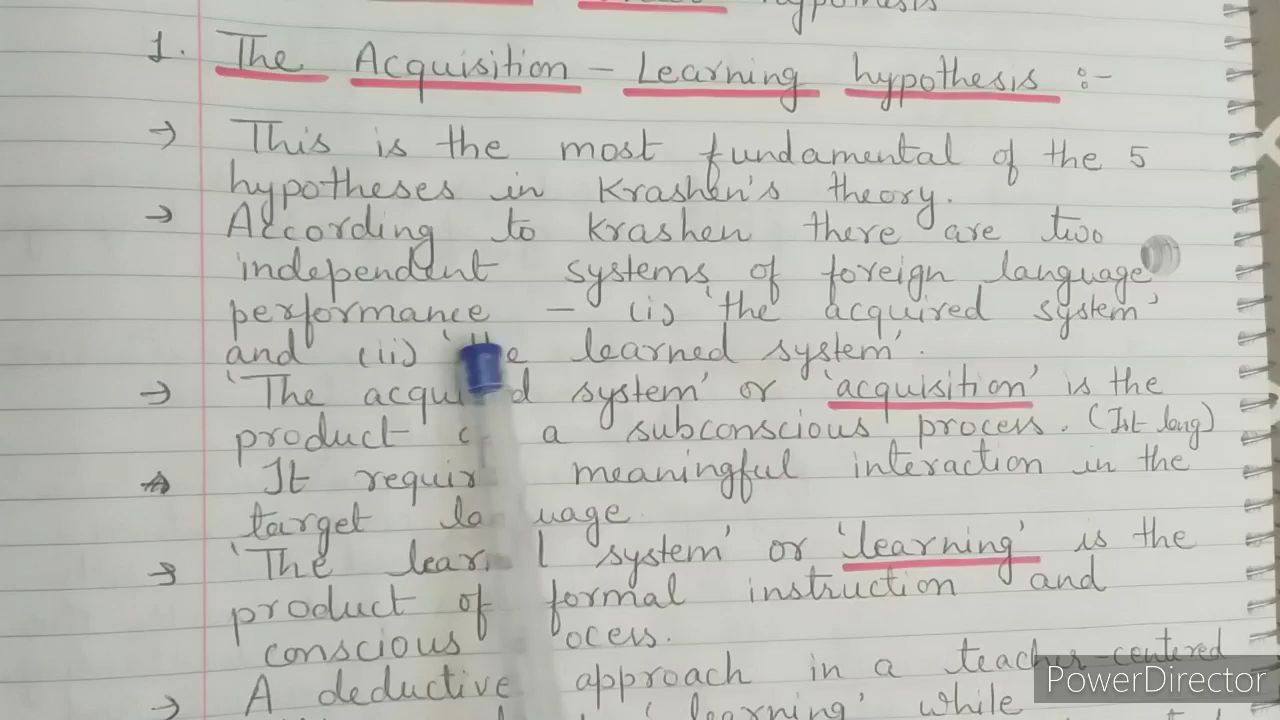 hypothesis
1. The Acquisition - Learning hypothesis :-
→ This is the most fundamental of the 5
hypotheses in Krashen's theory.
→ According to Krashen there are two
independent systems of foreign language
performance - (i) 'the acquired system'
and (ii) 'the learned system'.
→ 'The acqu d system' or 'acquisition' is the
product a subconscious process. (Ist lang)
→ It requir meaningful interaction in the
target la uage
→ 'The lear system' or 'learning' is the
product of formal instruction and
conscious ocess.
→ A deductive approach in a teacher-centered
'learning' while
PowerDirector